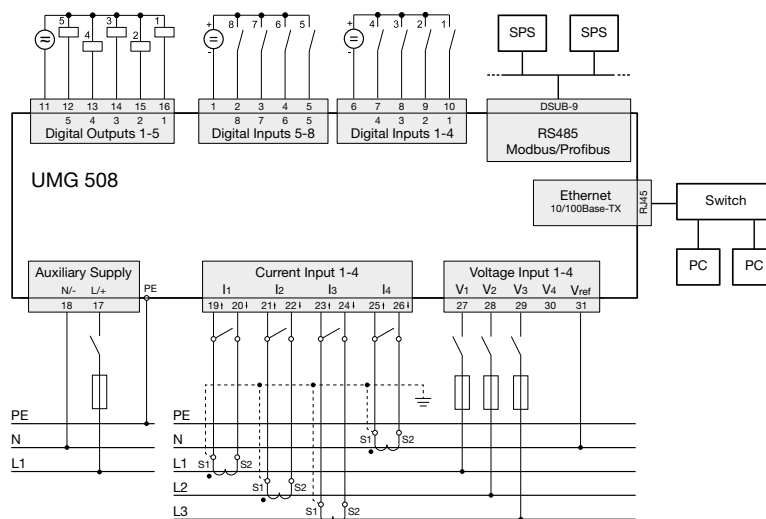 5 4 3 2 1
8 7 6 5
4 3 2 1
SPS SPS
+ -
+ -
11 12 13 14 15 16
5 4 3 2 1
Digital Outputs 1-5
1 2 3 4 5
8 7 6 5
Digital Inputs 5-8
6 7 8 9 10
4 3 2 1
Digital Inputs 1-4
DSUB-9
RS485
Modbus/Profibus
UMG 508
Ethernet
10/100Base-TX
RJ45
Switch
PC PC
Auxiliary Supply
N/- L/+
18 17
PE
Current Input 1-4
I1 I2 I3 I4
19 20 21 22 23 24 25 26
Voltage Input 1-4
V1 V2 V3 V4 Vref
27 28 29 30 31
PE
N
L1
PE
N
L1
L2
L3
S1 S2
S1 S2
S1 S2
S1 S2